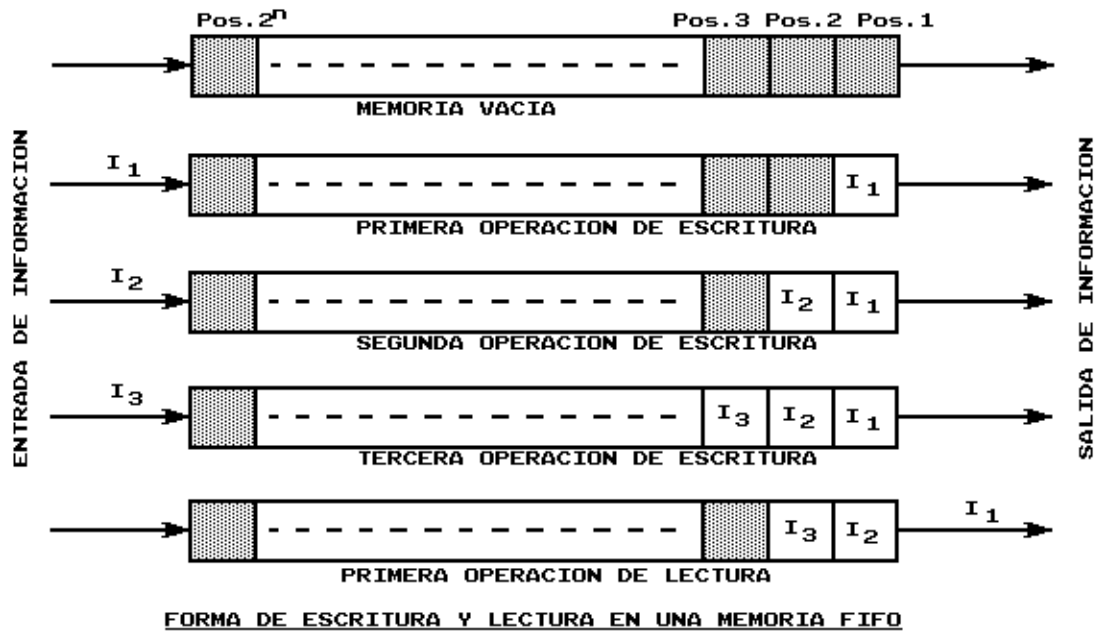 Pos.2ⁿ Pos.3 Pos.2 Pos.1
MEMORIA VACIA
ENTRADA DE INFORMACION
SALIDA DE INFORMACION
I₁ I₁
PRIMERA OPERACION DE ESCRITURA
I₂ I₂ I₁
SEGUNDA OPERACION DE ESCRITURA
I₃ I₃ I₂ I₁
TERCERA OPERACION DE ESCRITURA
I₃ I₂ I₁
PRIMERA OPERACION DE LECTURA
FORMA DE ESCRITURA Y LECTURA EN UNA MEMORIA FIFO